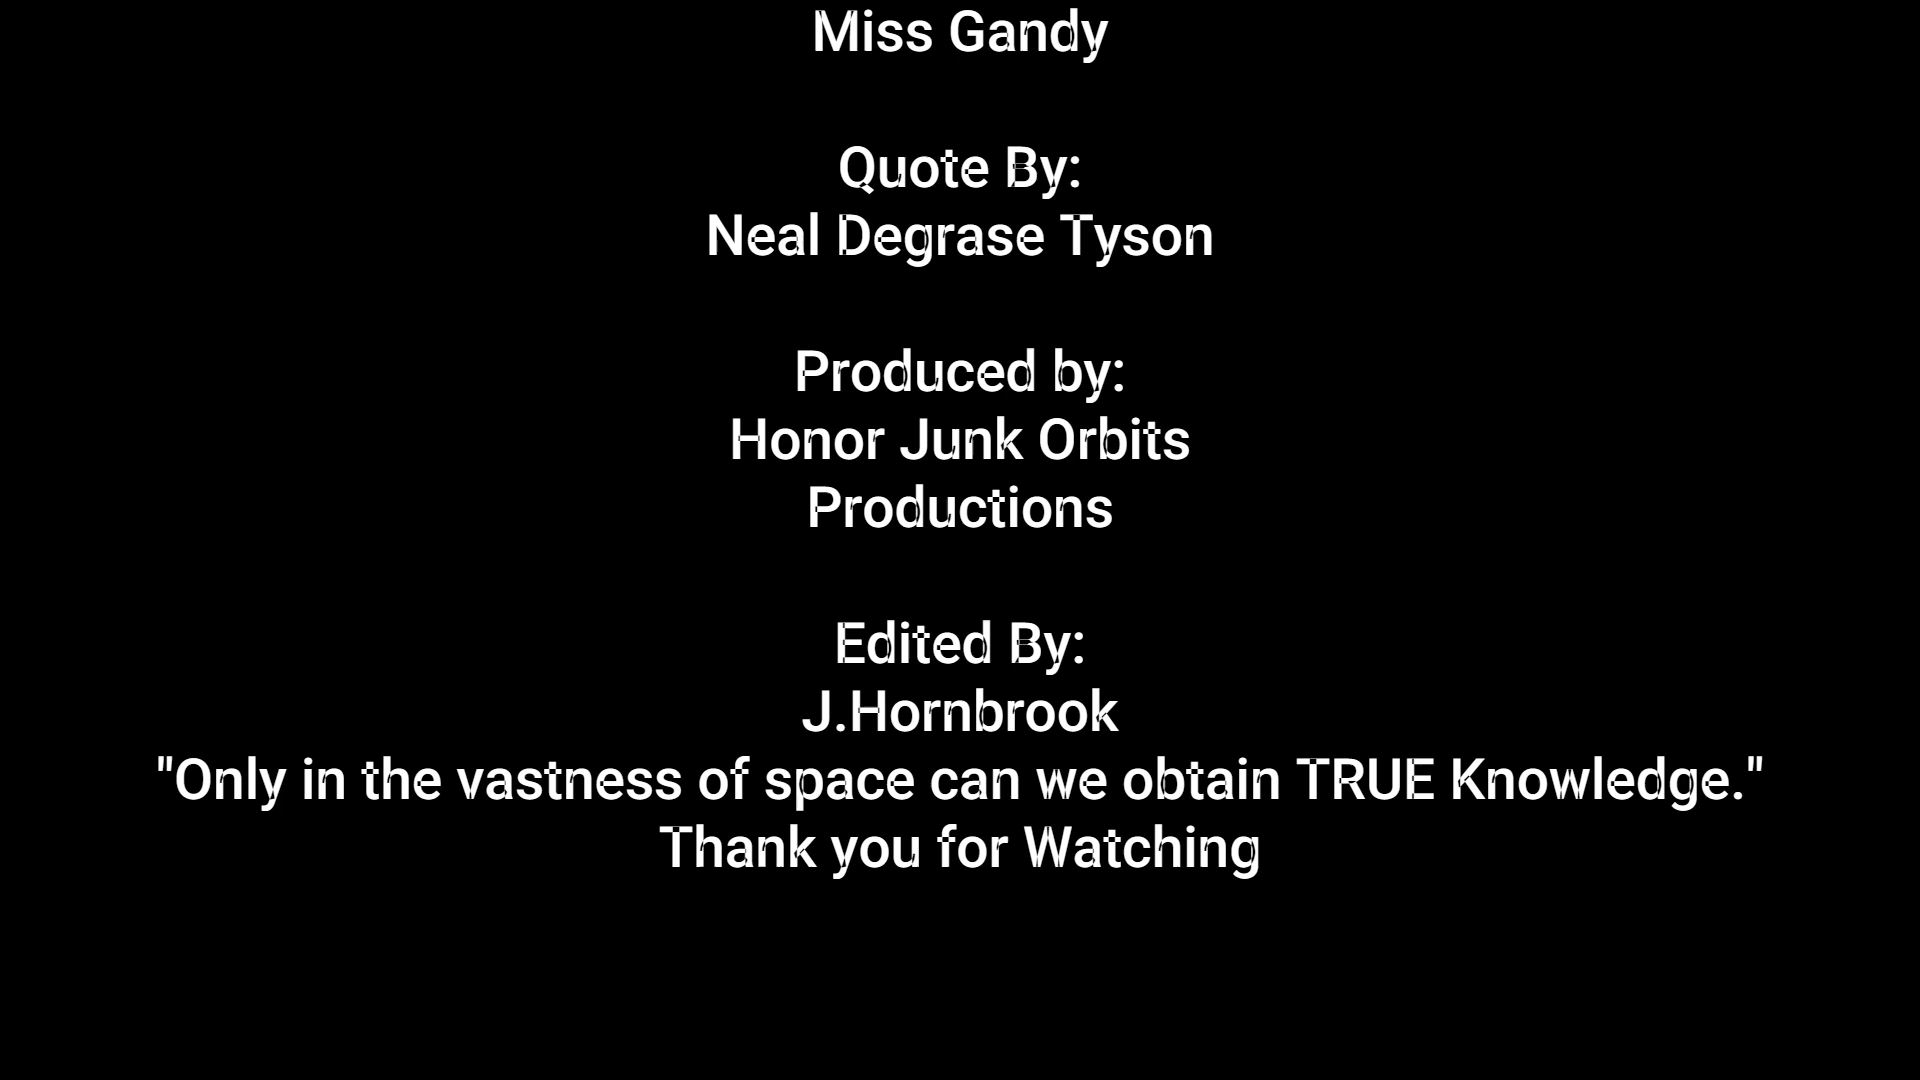 Miss Gandy
Quote By:
Neal Degrase Tyson
Produced by:
Honor Junk Orbits
Productions
Edited By:
J.Hornbrook
"Only in the vastness of space can we obtain TRUE Knowledge."
Thank you for Watching